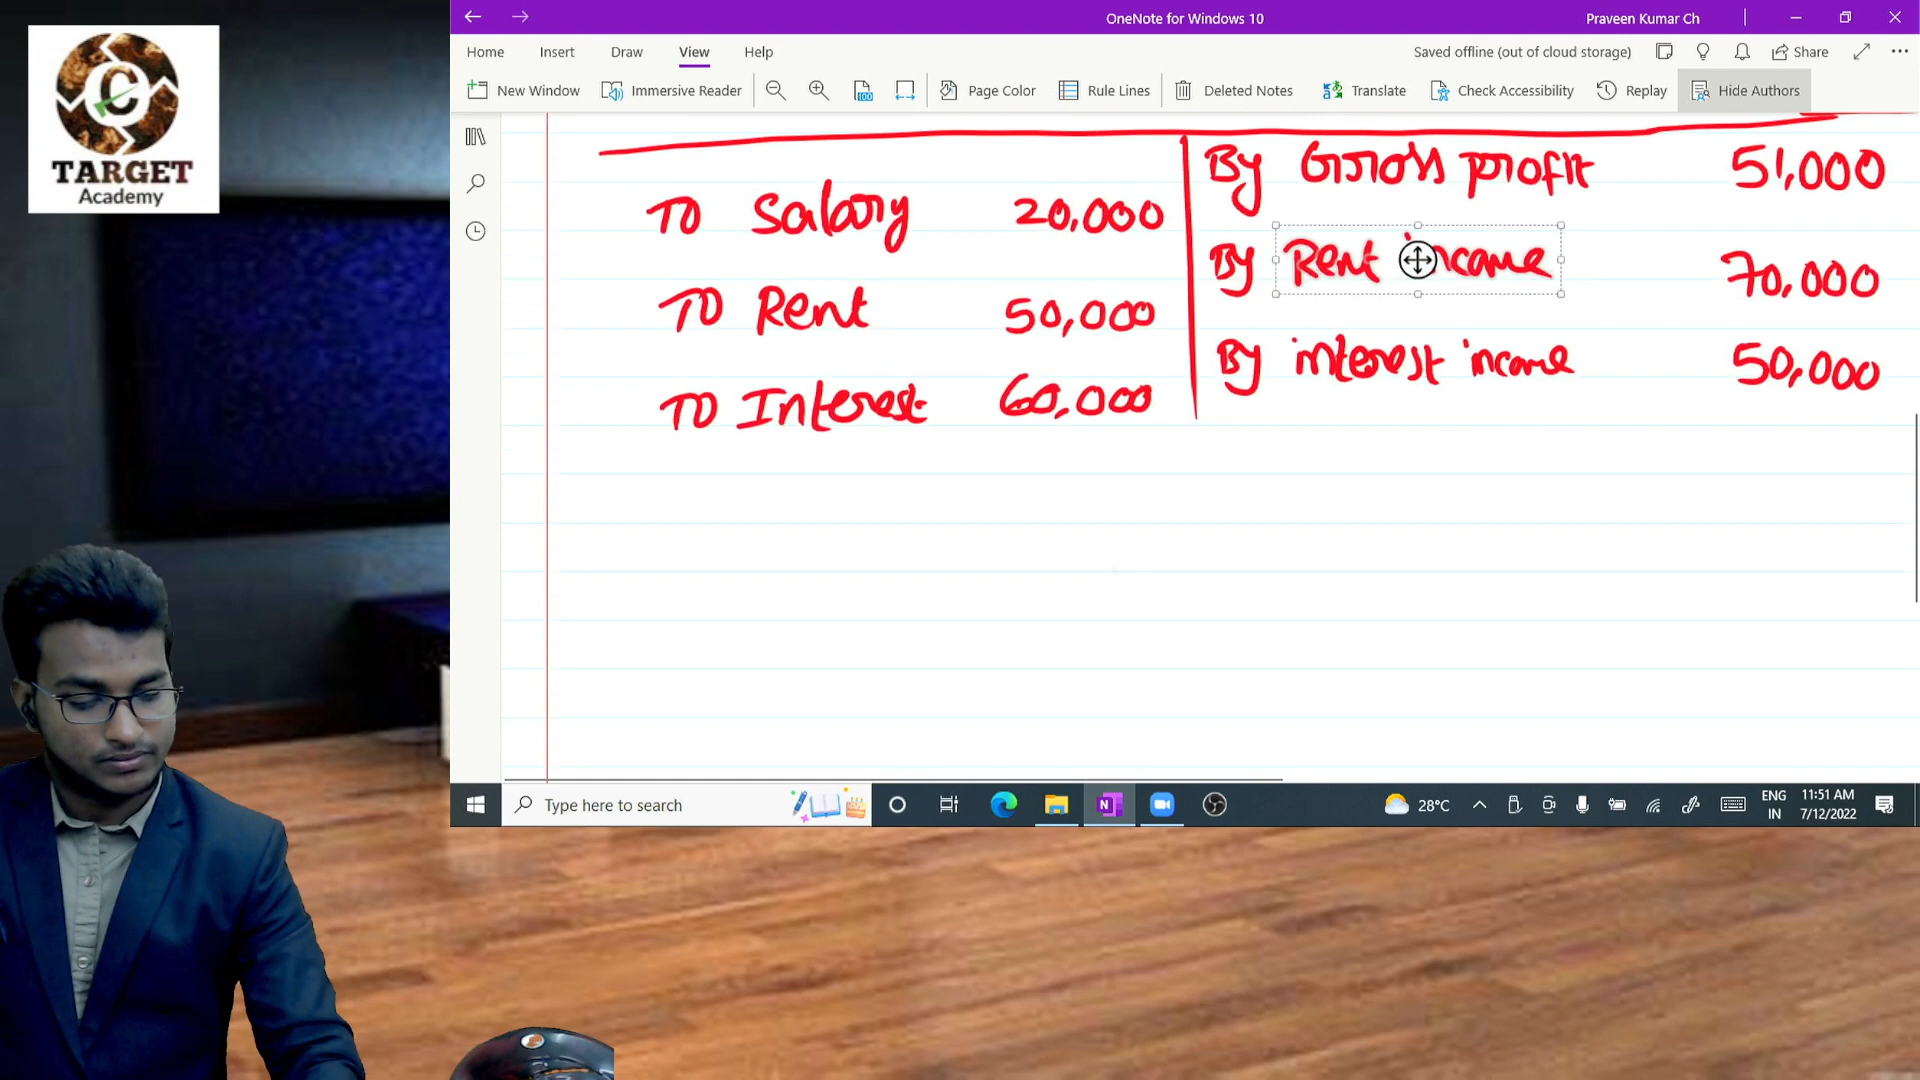 C
TARGET
Academy
OneNote for Windows 10
Praveen Kumar Ch
Home Insert Draw View Help
Saved offline (out of cloud storage)
Share
New Window
Immersive Reader
100
Page Color
Rule Lines
Deleted Notes
Translate
Check Accessibility
Replay
Hide Authors
By Gross profit 51,000
To Salary 20,000
By Rent income 70,000
To Rent 50,000
By interest income 50,000
To Interest 60,000
Type here to search
N
28°C
ENG
IN
11:51 AM
7/12/2022